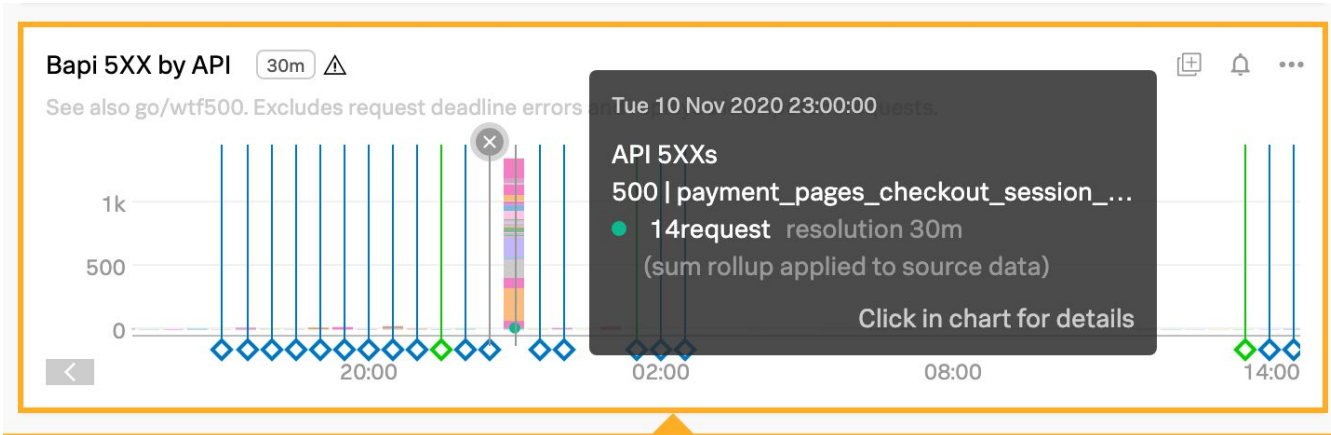 Bapi 5XX by API 30m
See also go/wtf500. Excludes request deadline errors
Tue 10 Nov 2020 23:00:00
API 5XXs
500 | payment_pages_checkout_session_...
14request resolution 30m
(sum rollup applied to source data)
Click in chart for details
1k
500
0
20:00 02:00 08:00 14:00